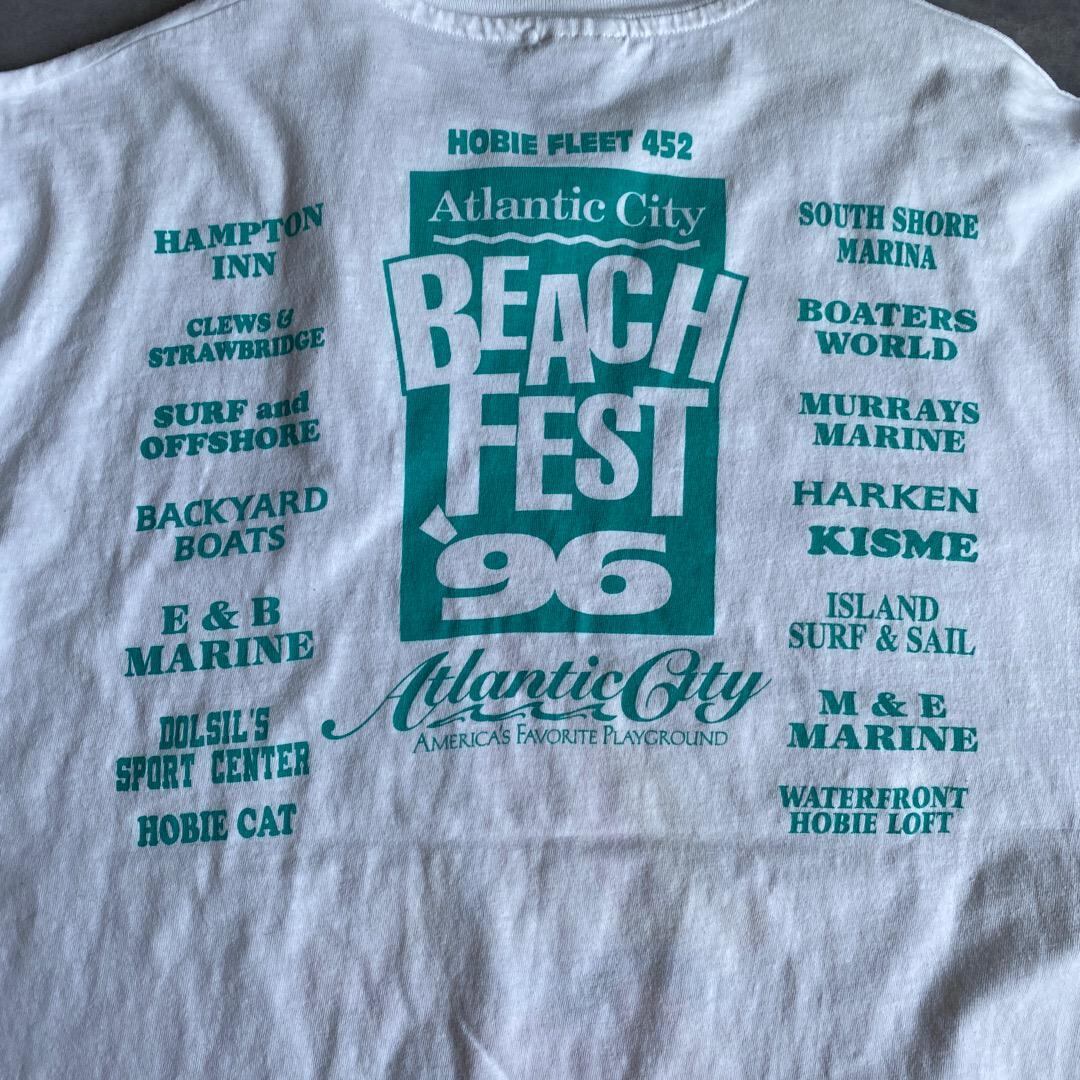 HOBIE FLEET 452
Atlantic City
BEACH
FEST
'96
Atlantic City
AMERICA'S FAVORITE PLAYGROUND
HAMPTON
INN
CLEWS &
STRAWBRIDGE
SURF and
OFFSHORE
BACKYARD
BOATS
E & B
MARINE
DOLSIL'S
SPORT CENTER
HOBIE CAT
SOUTH SHORE
MARINA
BOATERS
WORLD
MURRAYS
MARINE
HARKEN
KISME
ISLAND
SURF & SAIL
M & E
MARINE
WATERFRONT
HOBIE LOFT